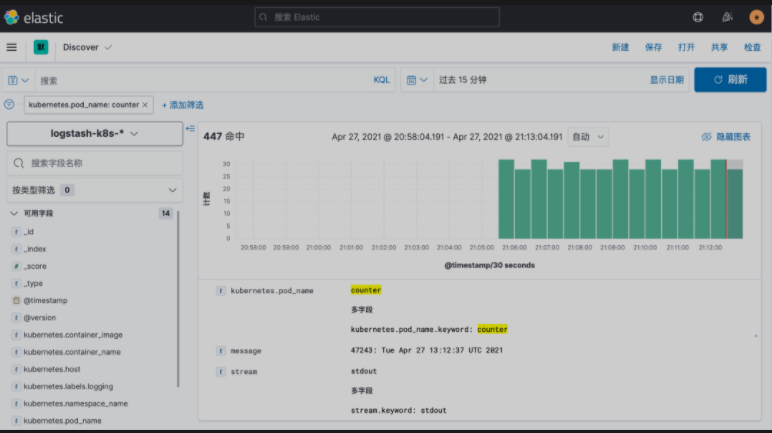 elastic
搜索 Elastic
Discover
新建 保存 打开 共享 检查
搜索
KQL
过去 15 分钟
显示日期
刷新
kubernetes.pod_name: counter ×
+ 添加筛选
logstash-k8s-*
搜索字段名称
按类型筛选 0
可用字段 14
t _id
t _index
# _score
t _type
@timestamp
t @version
t kubernetes.container_image
t kubernetes.container_name
t kubernetes.host
t kubernetes.labels.logging
t kubernetes.namespace_name
t kubernetes.pod_name
447 命中
Apr 27, 2021 @ 20:58:04.191 - Apr 27, 2021 @ 21:13:04.191
自动
隐藏图表
计数
30
25
20
15
10
5
0
20:58:00 20:59:00 21:00:00 21:01:00 21:02:00 21:03:00 21:04:00 21:05:00 21:06:00 21:07:00 21:08:00 21:09:00 21:10:00 21:11:00 21:12:00
@timestamp/30 seconds
t kubernetes.pod_name counter
多字段
kubernetes.pod_name.keyword: counter
t message 47243: Tue Apr 27 13:12:37 UTC 2021
t stream stdout
多字段
stream.keyword: stdout